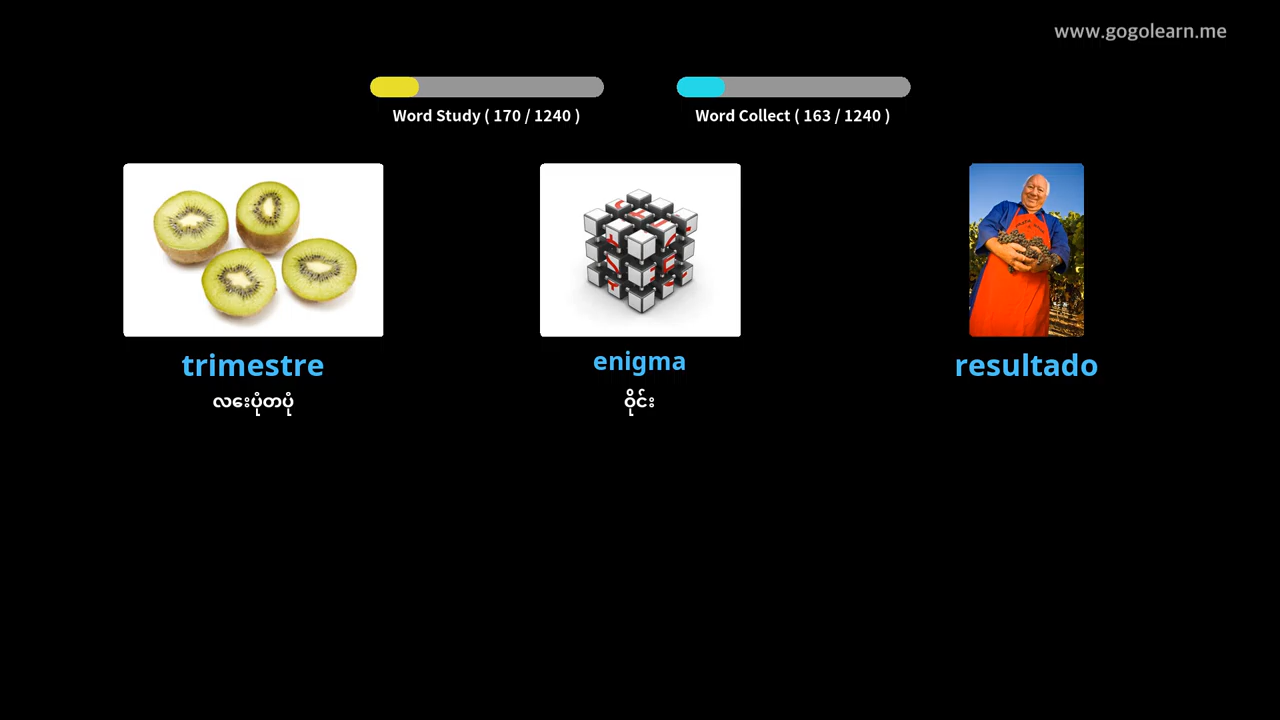 www.gogolearn.me
Word Study ( 170 / 1240 )
Word Collect ( 163 / 1240 )
trimestre
enigma
resultado
လးေပုံတပုံ
ဝိုင်း